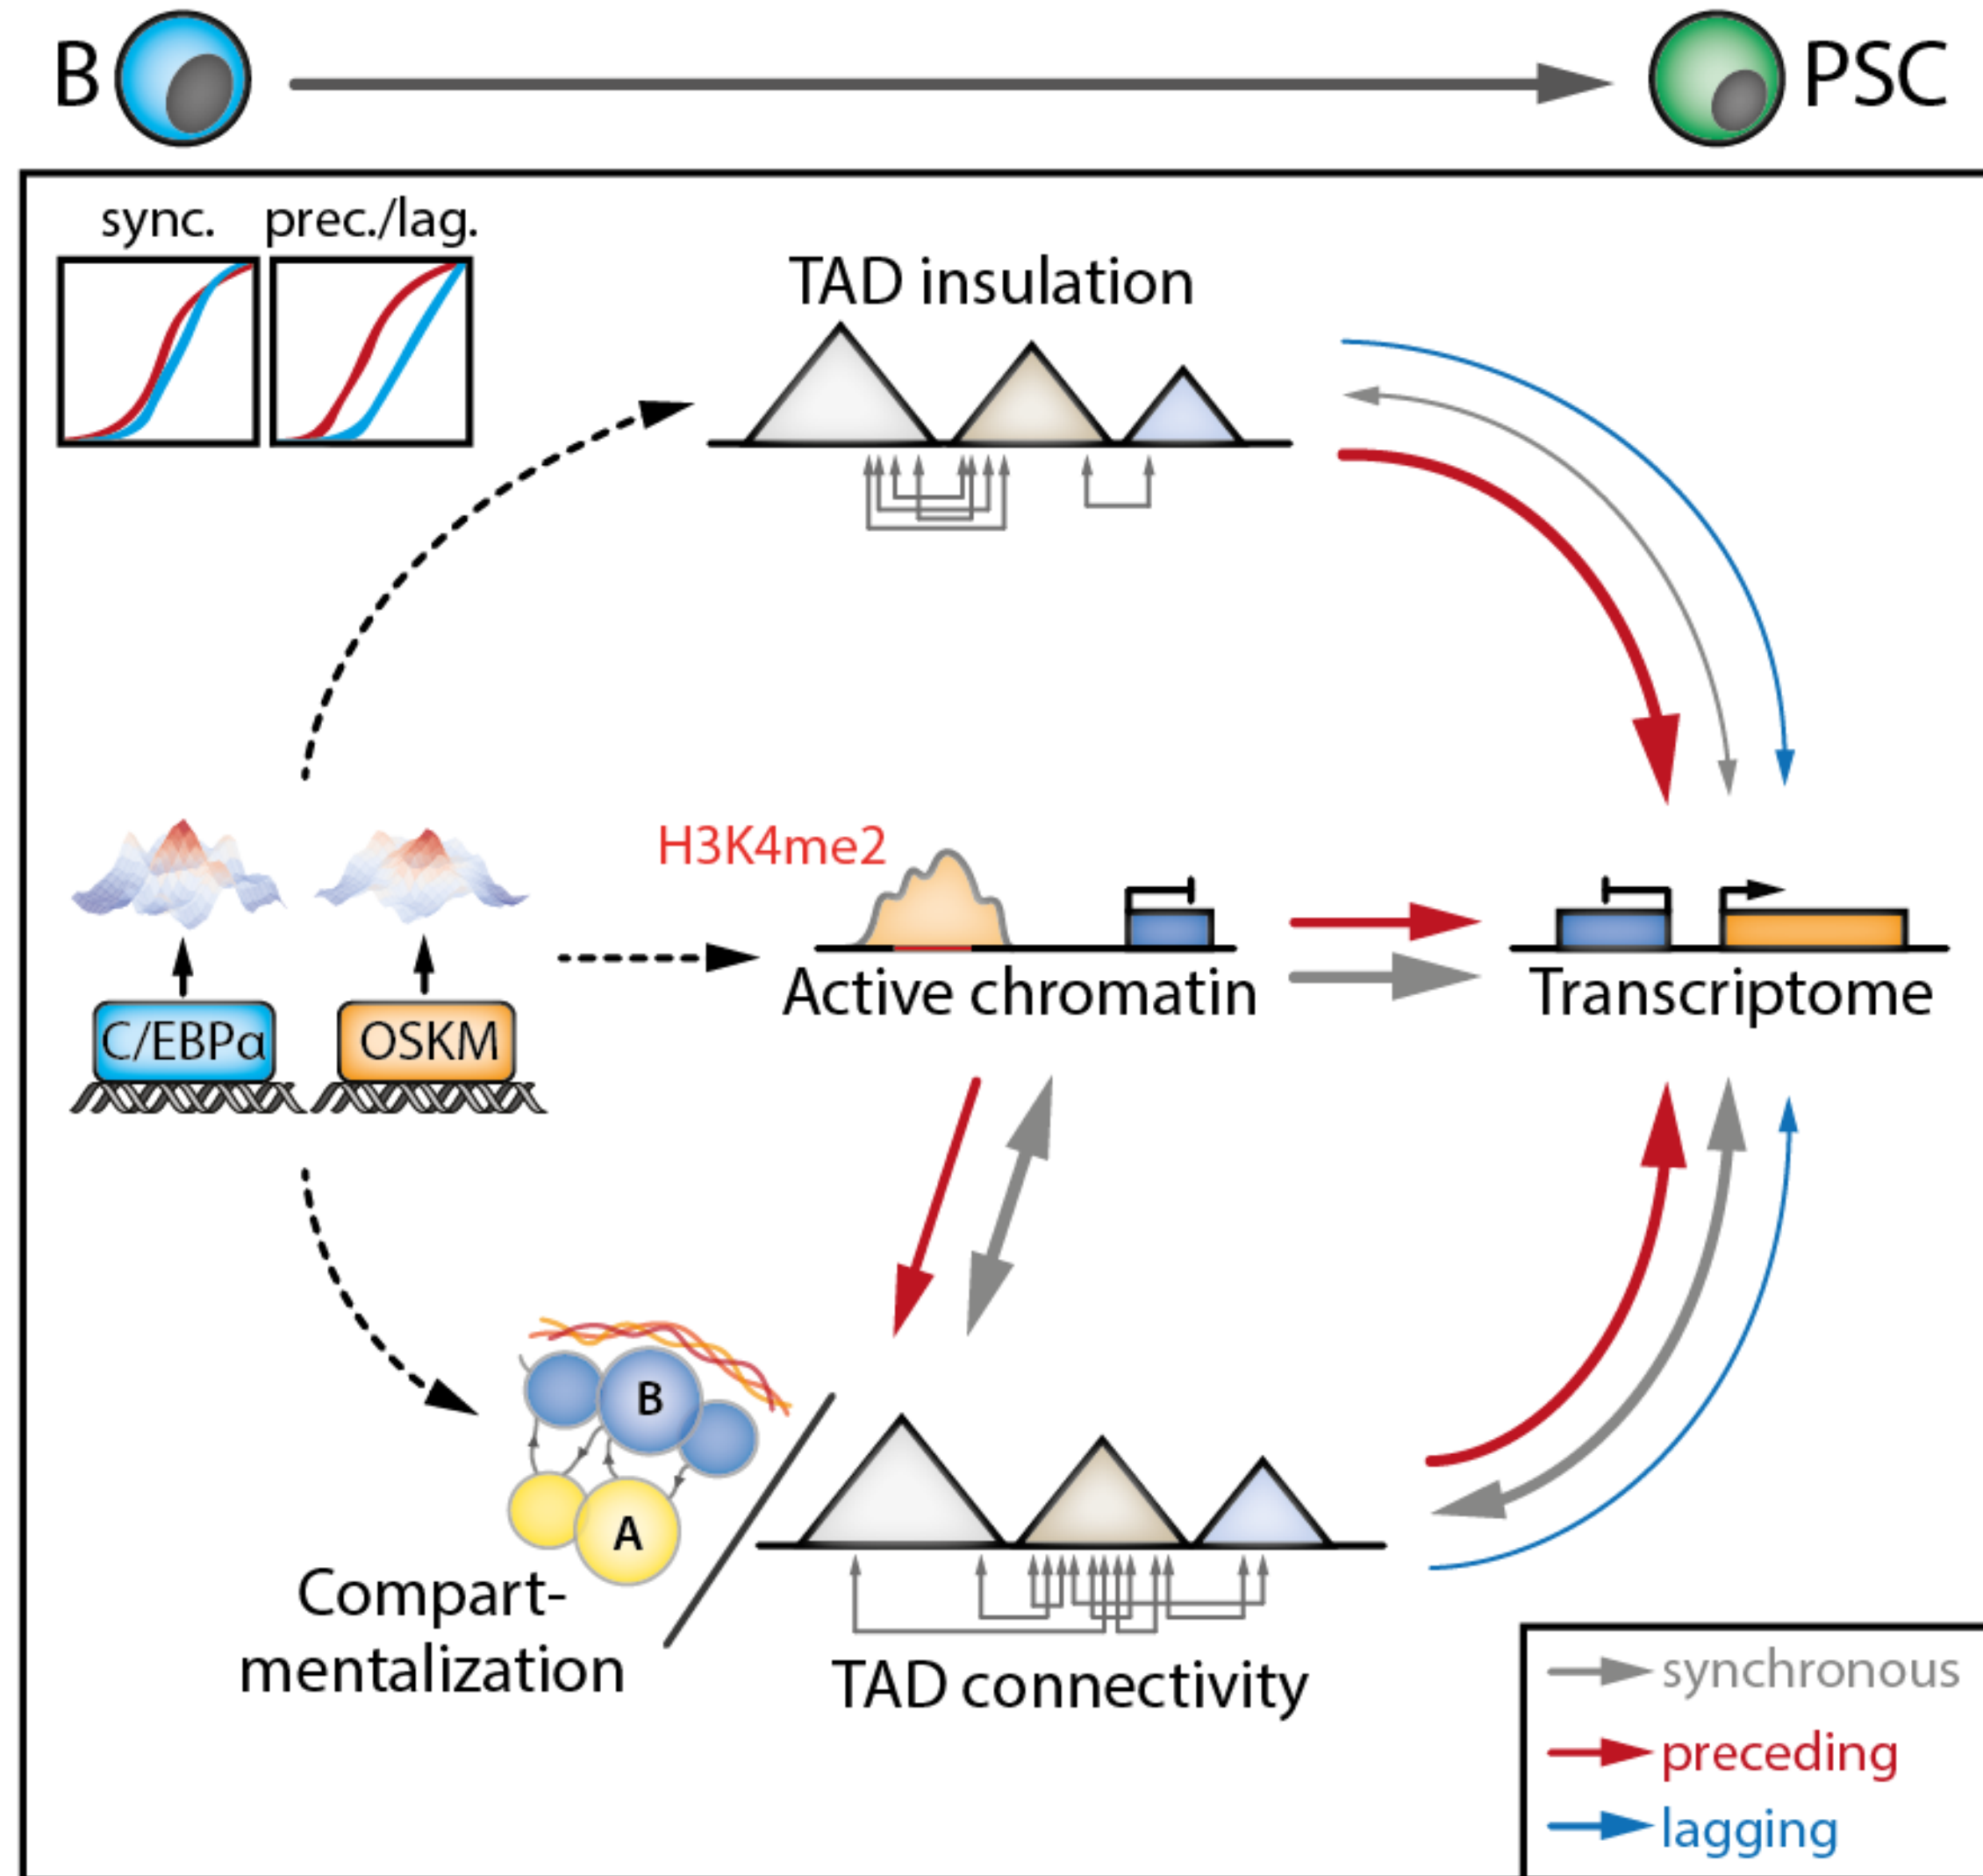 B
PSC
sync.
prec./lag.
TAD insulation
H3K4me2
C/EBPα
OSKM
Active chromatin
Transcriptome
B
A
Compart-
mentalization
TAD connectivity
synchronous
preceding
lagging